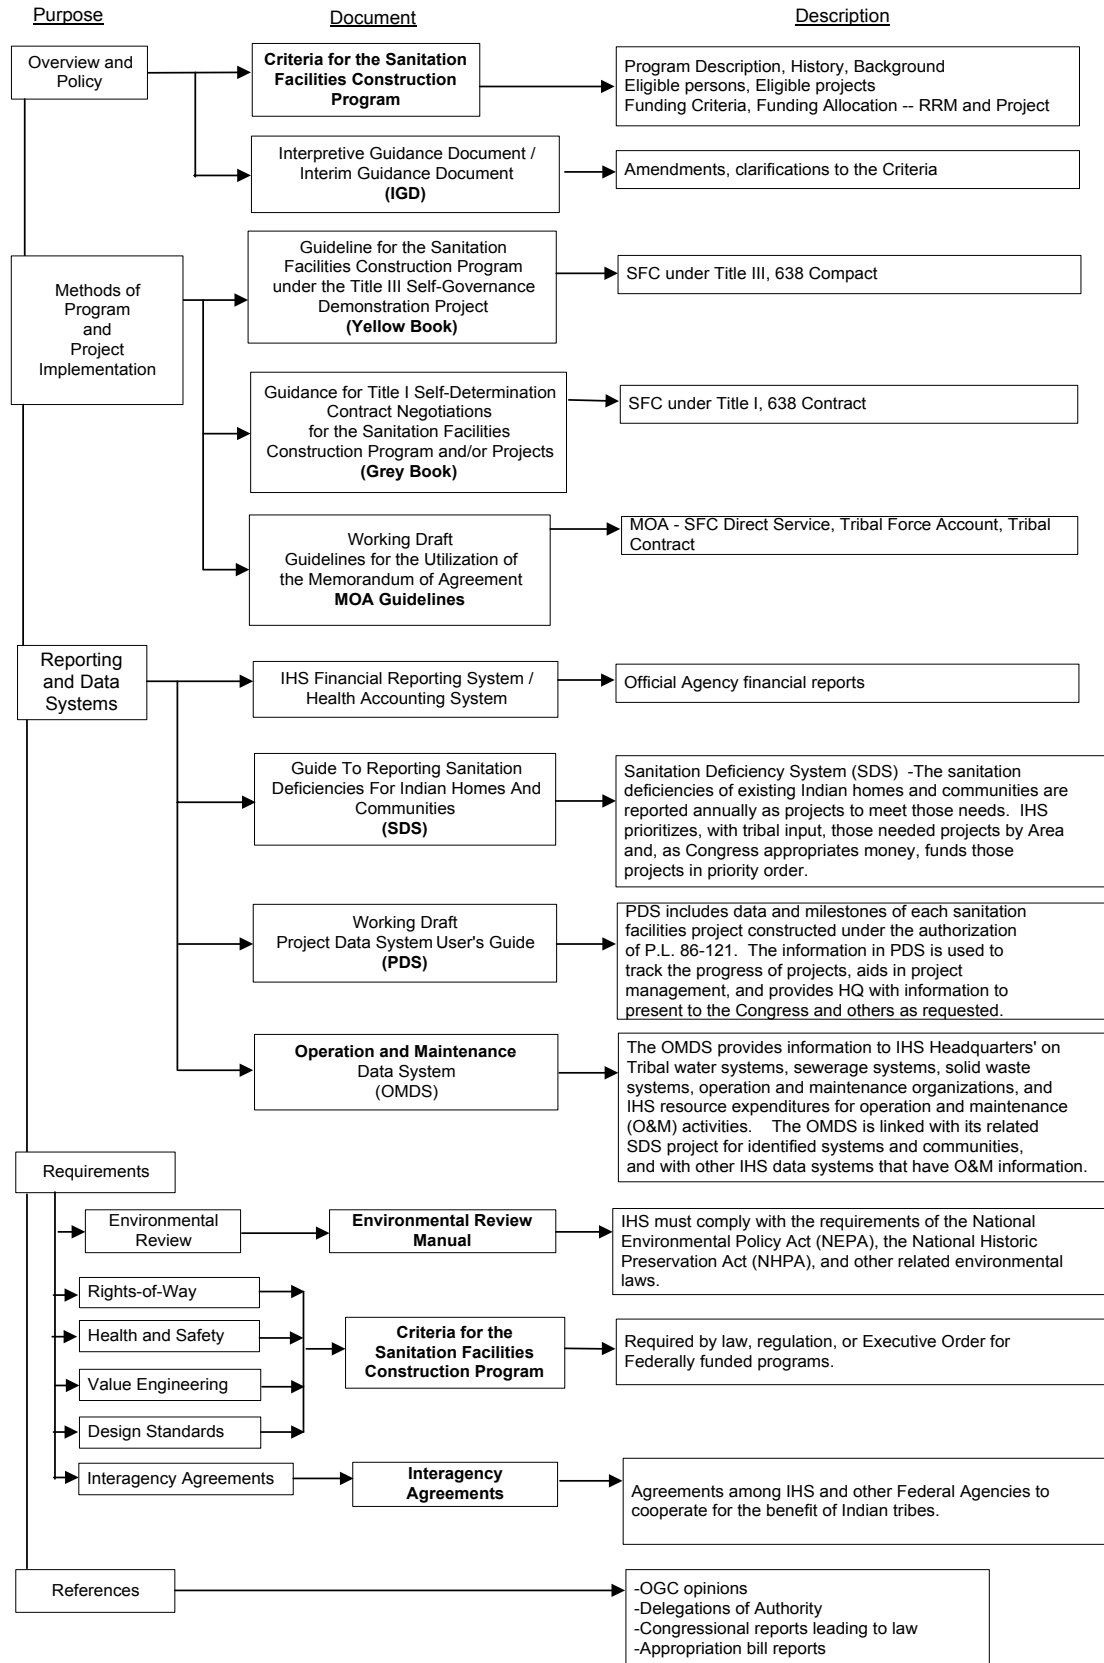 Purpose
Document
Description
Overview and
Policy
Criteria for the Sanitation
Facilities Construction
Program
Program Description, History, Background
Eligible persons, Eligible projects
Funding Criteria, Funding Allocation -- RRM and Project
Interpretive Guidance Document /
Interim Guidance Document
(IGD)
Amendments, clarifications to the Criteria
Methods of
Program
and
Project
Implementation
Guideline for the Sanitation
Facilities Construction Program
under the Title III Self-Governance
Demonstration Project
(Yellow Book)
SFC under Title III, 638 Compact
Guidance for Title I Self-Determination
Contract Negotiations
for the Sanitation Facilities
Construction Program and/or Projects
(Grey Book)
SFC under Title I, 638 Contract
Working Draft
Guidelines for the Utilization of
the Memorandum of Agreement
MOA Guidelines
MOA - SFC Direct Service, Tribal Force Account, Tribal
Contract
Reporting
and Data
Systems
IHS Financial Reporting System /
Health Accounting System
Official Agency financial reports
Guide To Reporting Sanitation
Deficiencies For Indian Homes And
Communities
(SDS)
Sanitation Deficiency System (SDS)  -The sanitation
deficiencies of existing Indian homes and communities are
reported annually as projects to meet those needs.  IHS
prioritizes, with tribal input, those needed projects by Area
and, as Congress appropriates money, funds those
projects in priority order.
Working Draft
Project Data System User's Guide
(PDS)
PDS includes data and milestones of each sanitation
facilities project constructed under the authorization
of P.L. 86-121.  The information in PDS is used to
track the progress of projects, aids in project
management, and provides HQ with information to
present to the Congress and others as requested.
Operation and Maintenance
Data System
(OMDS)
The OMDS provides information to IHS Headquarters' on
Tribal water systems, sewerage systems, solid waste
systems, operation and maintenance organizations, and
IHS resource expenditures for operation and maintenance
(O&M) activities.    The OMDS is linked with its related
SDS project for identified systems and communities,
and with other IHS data systems that have O&M information.
Requirements
Environmental
Review
Environmental Review
Manual
IHS must comply with the requirements of the National
Environmental Policy Act (NEPA), the National Historic
Preservation Act (NHPA), and other related environmental
laws.
Rights-of-Way
Health and Safety
Value Engineering
Design Standards
Criteria for the
Sanitation Facilities
Construction Program
Required by law, regulation, or Executive Order for
Federally funded programs.
Interagency Agreements
Interagency
Agreements
Agreements among IHS and other Federal Agencies to
cooperate for the benefit of Indian tribes.
References
-OGC opinions
-Delegations of Authority
-Congressional reports leading to law
-Appropriation bill reports